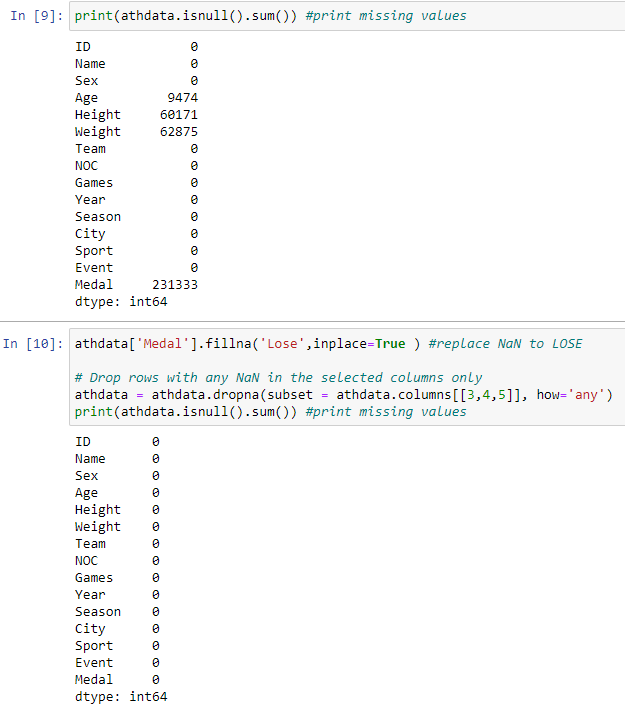 In [9]: print(athdata.isnull().sum()) #print missing values
ID 0
Name 0
Sex 0
Age 9474
Height 60171
Weight 62875
Team 0
NOC 0
Games 0
Year 0
Season 0
City 0
Sport 0
Event 0
Medal 231333
dtype: int64
In [10]: athdata['Medal'].fillna('Lose',inplace=True ) #replace NaN to LOSE
# Drop rows with any NaN in the selected columns only
athdata = athdata.dropna(subset = athdata.columns[[3,4,5]], how='any')
print(athdata.isnull().sum()) #print missing values
ID 0
Name 0
Sex 0
Age 0
Height 0
Weight 0
Team 0
NOC 0
Games 0
Year 0
Season 0
City 0
Sport 0
Event 0
Medal 0
dtype: int64